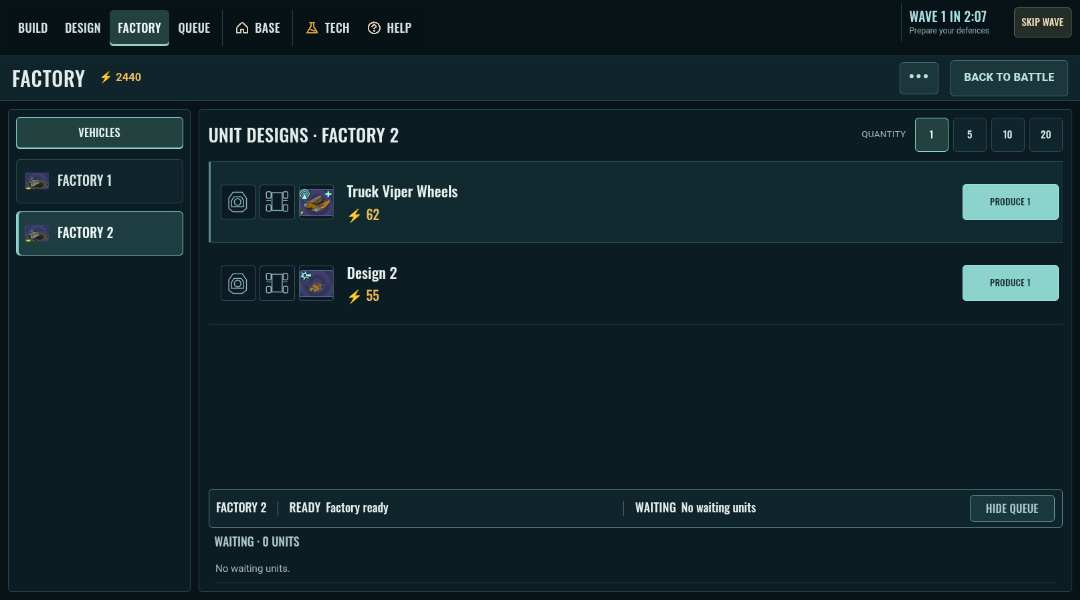 BUILD DESIGN FACTORY QUEUE BASE TECH HELP
WAVE 1 IN 2:07
Prepare your defences
SKIP WAVE
FACTORY 2440
••• BACK TO BATTLE
VEHICLES
FACTORY 1
FACTORY 2
UNIT DESIGNS · FACTORY 2
QUANTITY 1 5 10 20
Truck Viper Wheels
62
PRODUCE 1
Design 2
55
PRODUCE 1
FACTORY 2 READY Factory ready WAITING No waiting units HIDE QUEUE
WAITING · 0 UNITS
No waiting units.